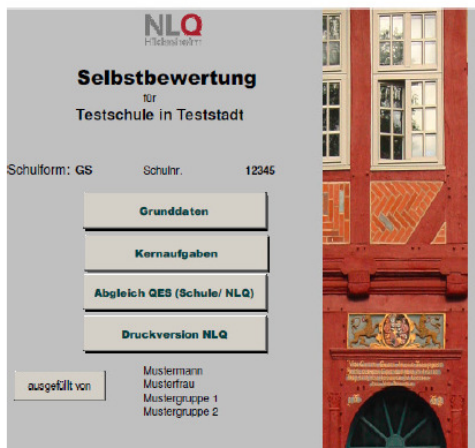 NLQ
Hildesheim
Selbstbewertung
für
Testschule in Teststadt
Schulform: GS Schulnr. 12345
Grunddaten
Kernaufgaben
Abgleich QES (Schule/ NLQ)
Druckversion NLQ
ausgefüllt von
Mustermann
Musterfrau
Mustergruppe 1
Mustergruppe 2